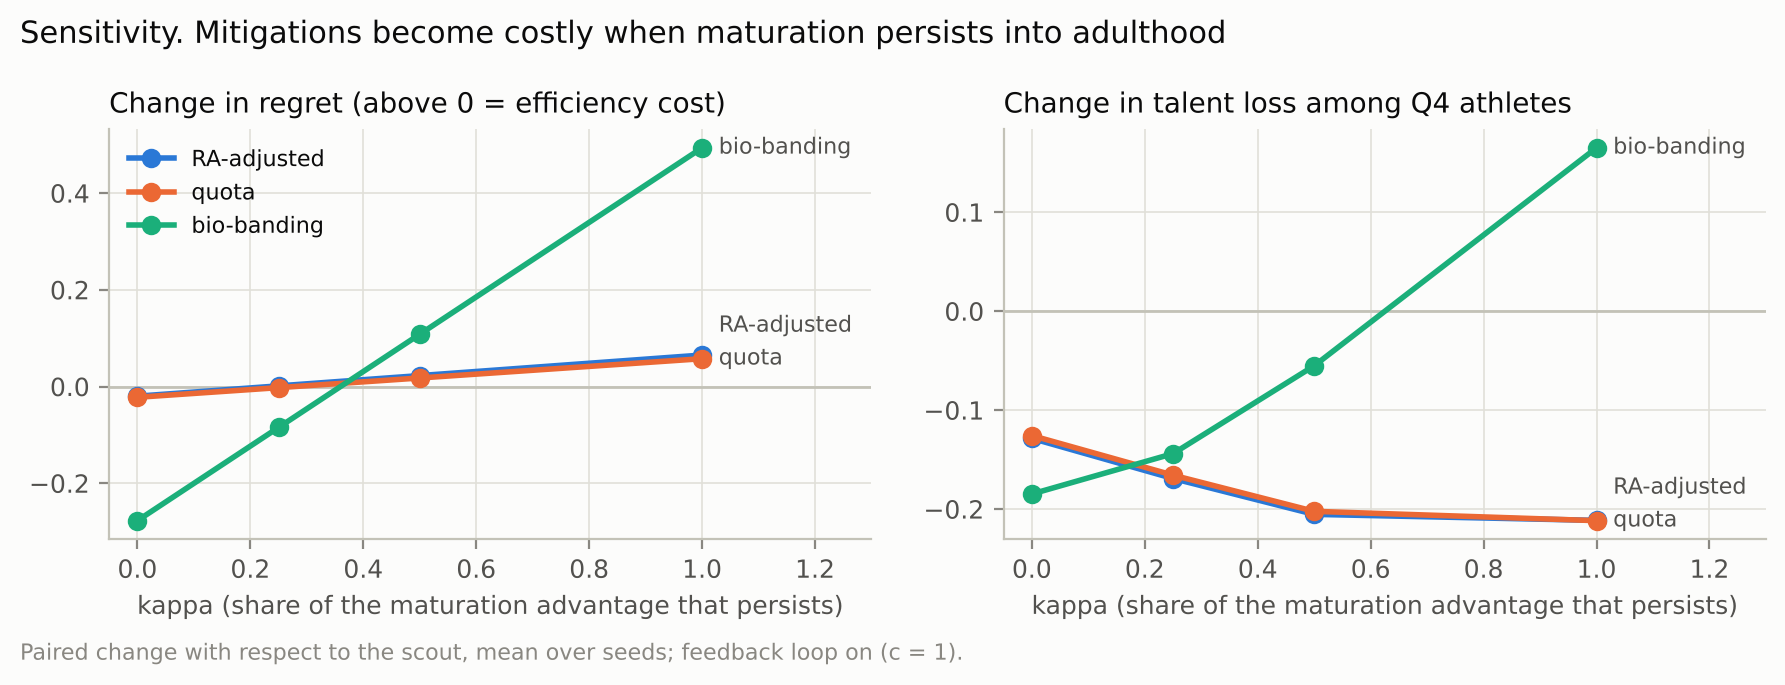 Sensitivity. Mitigations become costly when maturation persists into adulthood
Change in regret (above 0 = efficiency cost)
RA-adjusted
quota
bio-banding
bio-banding
RA-adjusted
quota
0.4
0.2
0.0
−0.2
0.0 0.2 0.4 0.6 0.8 1.0 1.2
kappa (share of the maturation advantage that persists)
Change in talent loss among Q4 athletes
bio-banding
RA-adjusted
quota
0.1
0.0
−0.1
−0.2
0.0 0.2 0.4 0.6 0.8 1.0 1.2
kappa (share of the maturation advantage that persists)
Paired change with respect to the scout, mean over seeds; feedback loop on (c = 1).